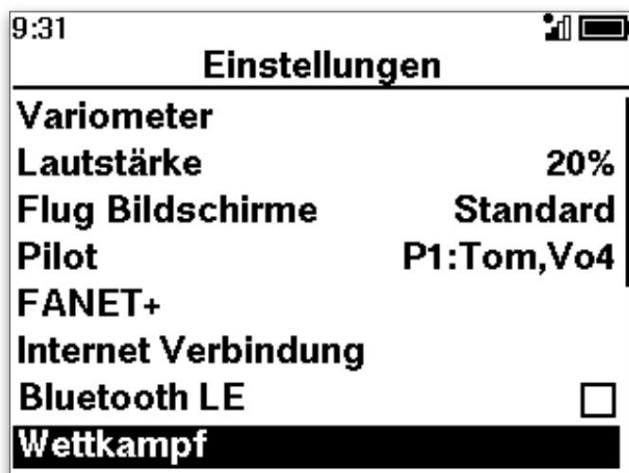 9:31
Einstellungen
Variometer
Lautstärke 20%
Flug Bildschirme Standard
Pilot P1:Tom,Vo4
FANET+
Internet Verbindung
Bluetooth LE
Wettkampf